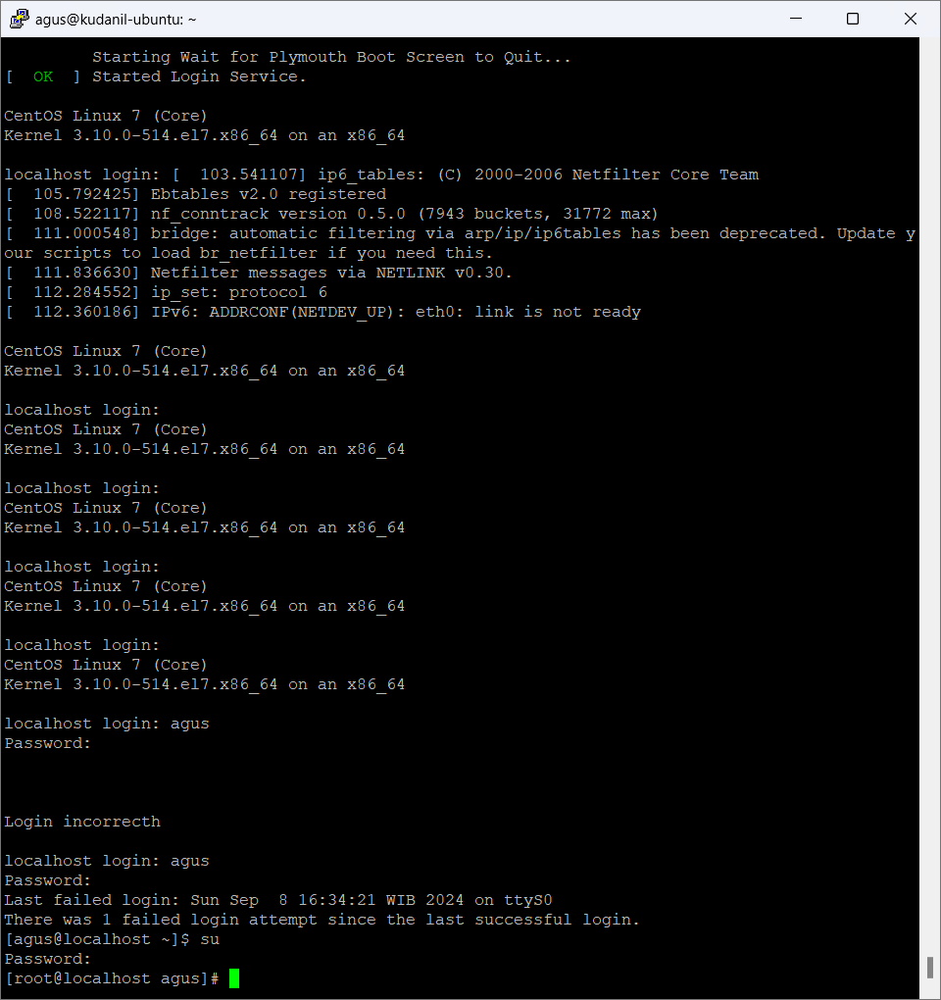 agus@kudanil-ubuntu: ~
Starting Wait for Plymouth Boot Screen to Quit...
[  OK  ] Started Login Service.
CentOS Linux 7 (Core)
Kernel 3.10.0-514.el7.x86_64 on an x86_64
localhost login: [  103.541107] ip6_tables: (C) 2000-2006 Netfilter Core Team
[  105.792425] Ebtables v2.0 registered
[  108.522117] nf_conntrack version 0.5.0 (7943 buckets, 31772 max)
[  111.000548] bridge: automatic filtering via arp/ip/ip6tables has been deprecated. Update y
our scripts to load br_netfilter if you need this.
[  111.836630] Netfilter messages via NETLINK v0.30.
[  112.284552] ip_set: protocol 6
[  112.360186] IPv6: ADDRCONF(NETDEV_UP): eth0: link is not ready
CentOS Linux 7 (Core)
Kernel 3.10.0-514.el7.x86_64 on an x86_64
localhost login:
CentOS Linux 7 (Core)
Kernel 3.10.0-514.el7.x86_64 on an x86_64
localhost login:
CentOS Linux 7 (Core)
Kernel 3.10.0-514.el7.x86_64 on an x86_64
localhost login:
CentOS Linux 7 (Core)
Kernel 3.10.0-514.el7.x86_64 on an x86_64
localhost login:
CentOS Linux 7 (Core)
Kernel 3.10.0-514.el7.x86_64 on an x86_64
localhost login: agus
Password:
Login incorrecth
localhost login: agus
Password:
Last failed login: Sun Sep  8 16:34:21 WIB 2024 on ttyS0
There was 1 failed login attempt since the last successful login.
[agus@localhost ~]$ su
Password:
[root@localhost agus]#